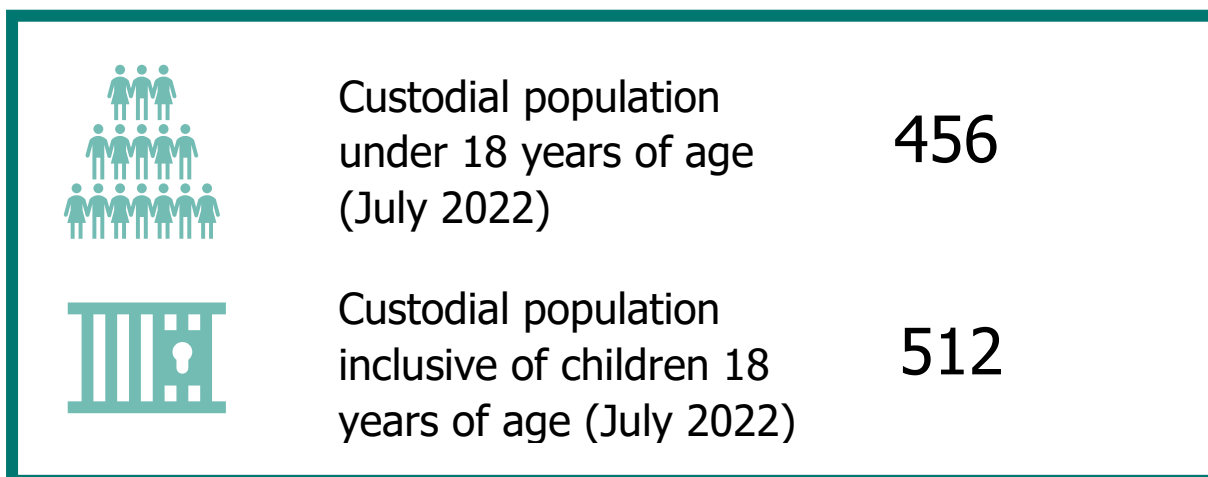 Custodial population
under 18 years of age
(July 2022)
456
Custodial population
inclusive of children 18
years of age (July 2022)
512